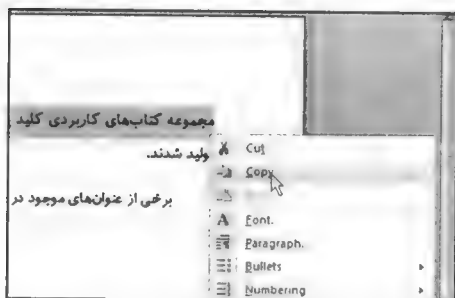 مجموعه کتاب‌های کاربردی کلید
ولید شدند.
برخی از عنوان‌های موجود در
Cut
Copy
Font.
Paragraph.
Bullets
Numbering